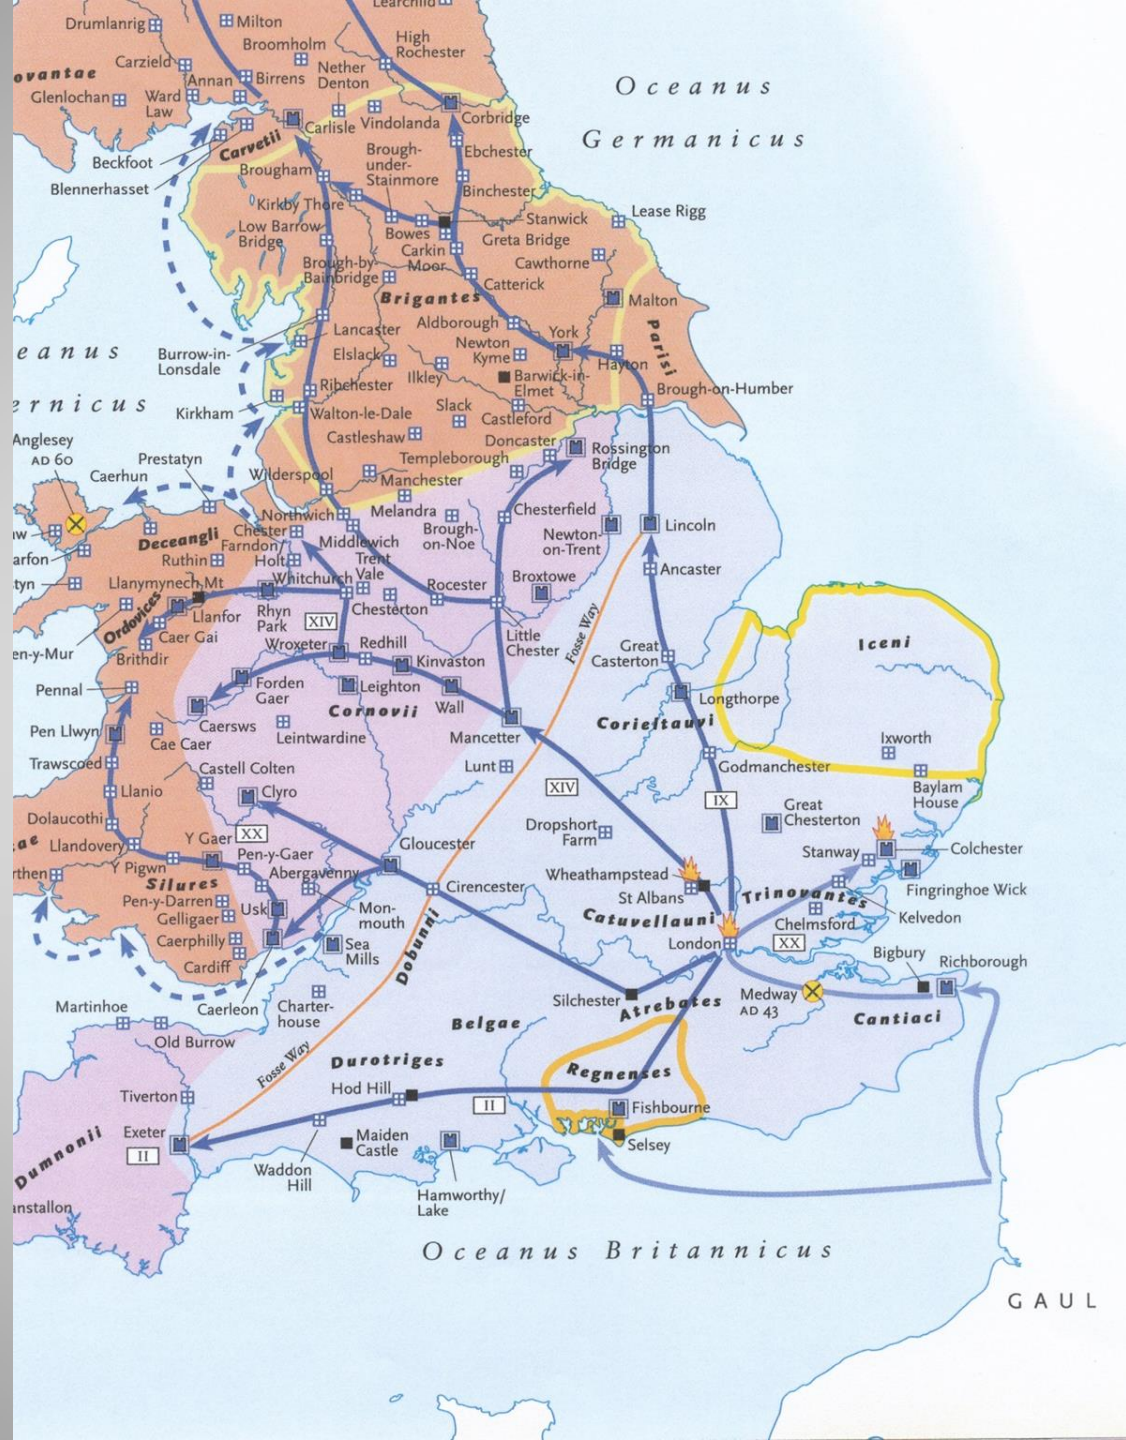 Learchild
Drumlanrig
Milton
Broomholm
High
Rochester
Carzield
ovantae
Annan
Birrens
Nether
Denton
Glenlochan
Ward
Law
Carlisle
Vindolanda
Corbridge
Oceanus
Germanicus
Beckfoot
Carvetii
Blennerhasset
Brougham
Brough-
under-
Stainmore
Ebchester
Binchester
Kirkby Thore
Low Barrow
Bridge
Bowes
Stanwick
Lease Rigg
Carkin
Moor
Greta Bridge
Cawthorne
Brough-by-
Bainbridge
Catterick
Brigantes
Malton
Lancaster
Aldborough
York
Parisi
eanus
Burrow-in-
Lonsdale
Elslack
Newton
Kyme
Hayton
Ilkley
Barwick-in-
Elmet
Ribchester
Brough-on-Humber
ernicus
Kirkham
Walton-le-Dale
Slack
Castleford
Castleshaw
Doncaster
Rossington
Bridge
Anglesey
AD 60
Prestatyn
Caerhun
Templeborough
Wilderspool
Manchester
Northwich
Melandra
Chesterfield
Chester
Middlewich
Brough-
on-Noe
Newton-
on-Trent
Lincoln
Deceangli
Farndon
Holt
Trent
Vale
arfon
Ruthin
Ancaster
tyn
Llanymynech Mt
Whitchurch
Rocester
Broxtowe
Ordovices
Llanfor
Rhyn
Park
XIV
Chesterton
Fosse Way
Caer Gai
Little
Chester
Iceni
en-y-Mur
Brithdir
Wroxeter
Redhill
Kinvaston
Great
Casterton
Pennal
Forden
Gaer
Leighton
Wall
Longthorpe
Caersws
Cornovii
Corieltauvi
Pen Llwyn
Cae Caer
Leintwardine
Mancetter
Ixworth
Trawscoed
Castell Colten
Lunt
Godmanchester
Llanio
Clyro
XIV
IX
Baylam
House
Dolaucothi
Great
Chesterton
Llandovery
Y Gaer
XX
Gloucester
Dropshort
Farm
Stanway
Colchester
ae
Y Pigwn
Pen-y-Gaer
Abergavenny
Wheathampstead
rthen
Silures
Cirencester
St Albans
Fingringhoe Wick
Pen-y-Darren
Usk
Mon-
mouth
Catuvellauni
Trinovantes
Gelligaer
Chelmsford
Kelvedon
Caerphilly
Sea
Mills
Dobunni
London
XX
Bigbury
Richborough
Cardiff
Martinhoe
Caerleon
Charter-
house
Silchester
Atrebates
Medway
AD 43
Cantiaci
Old Burrow
Belgae
Fosse Way
Durotriges
Regnenses
Tiverton
Hod Hill
II
Fishbourne
Exeter
Maiden
Castle
Selsey
II
Dumnonii
Waddon
Hill
Hamworthy/
Lake
anstallon
Oceanus Britannicus
GAUL